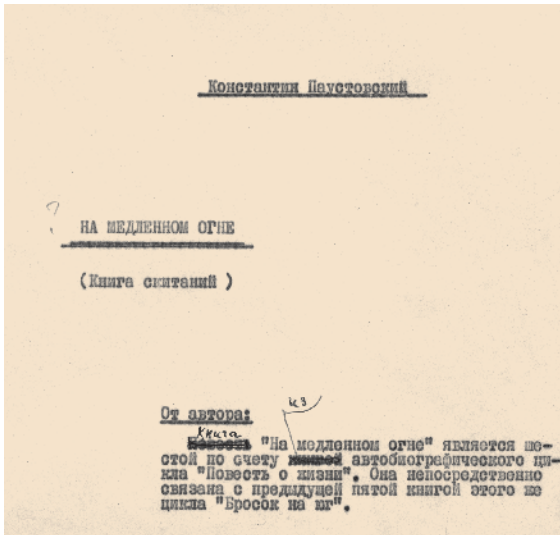 Константин Паустовский
?
НА МЕДЛЕННОМ ОГНЕ
(Книга скитаний )
От автора:
из
Книга
Повесть "На медленном огне" является ше-
стой по счету книгой автобиографического ци-
кла "Повесть о жизни". Она непосредственно
связана с предыдущей пятой книгой этого же
цикла "Бросок на юг".